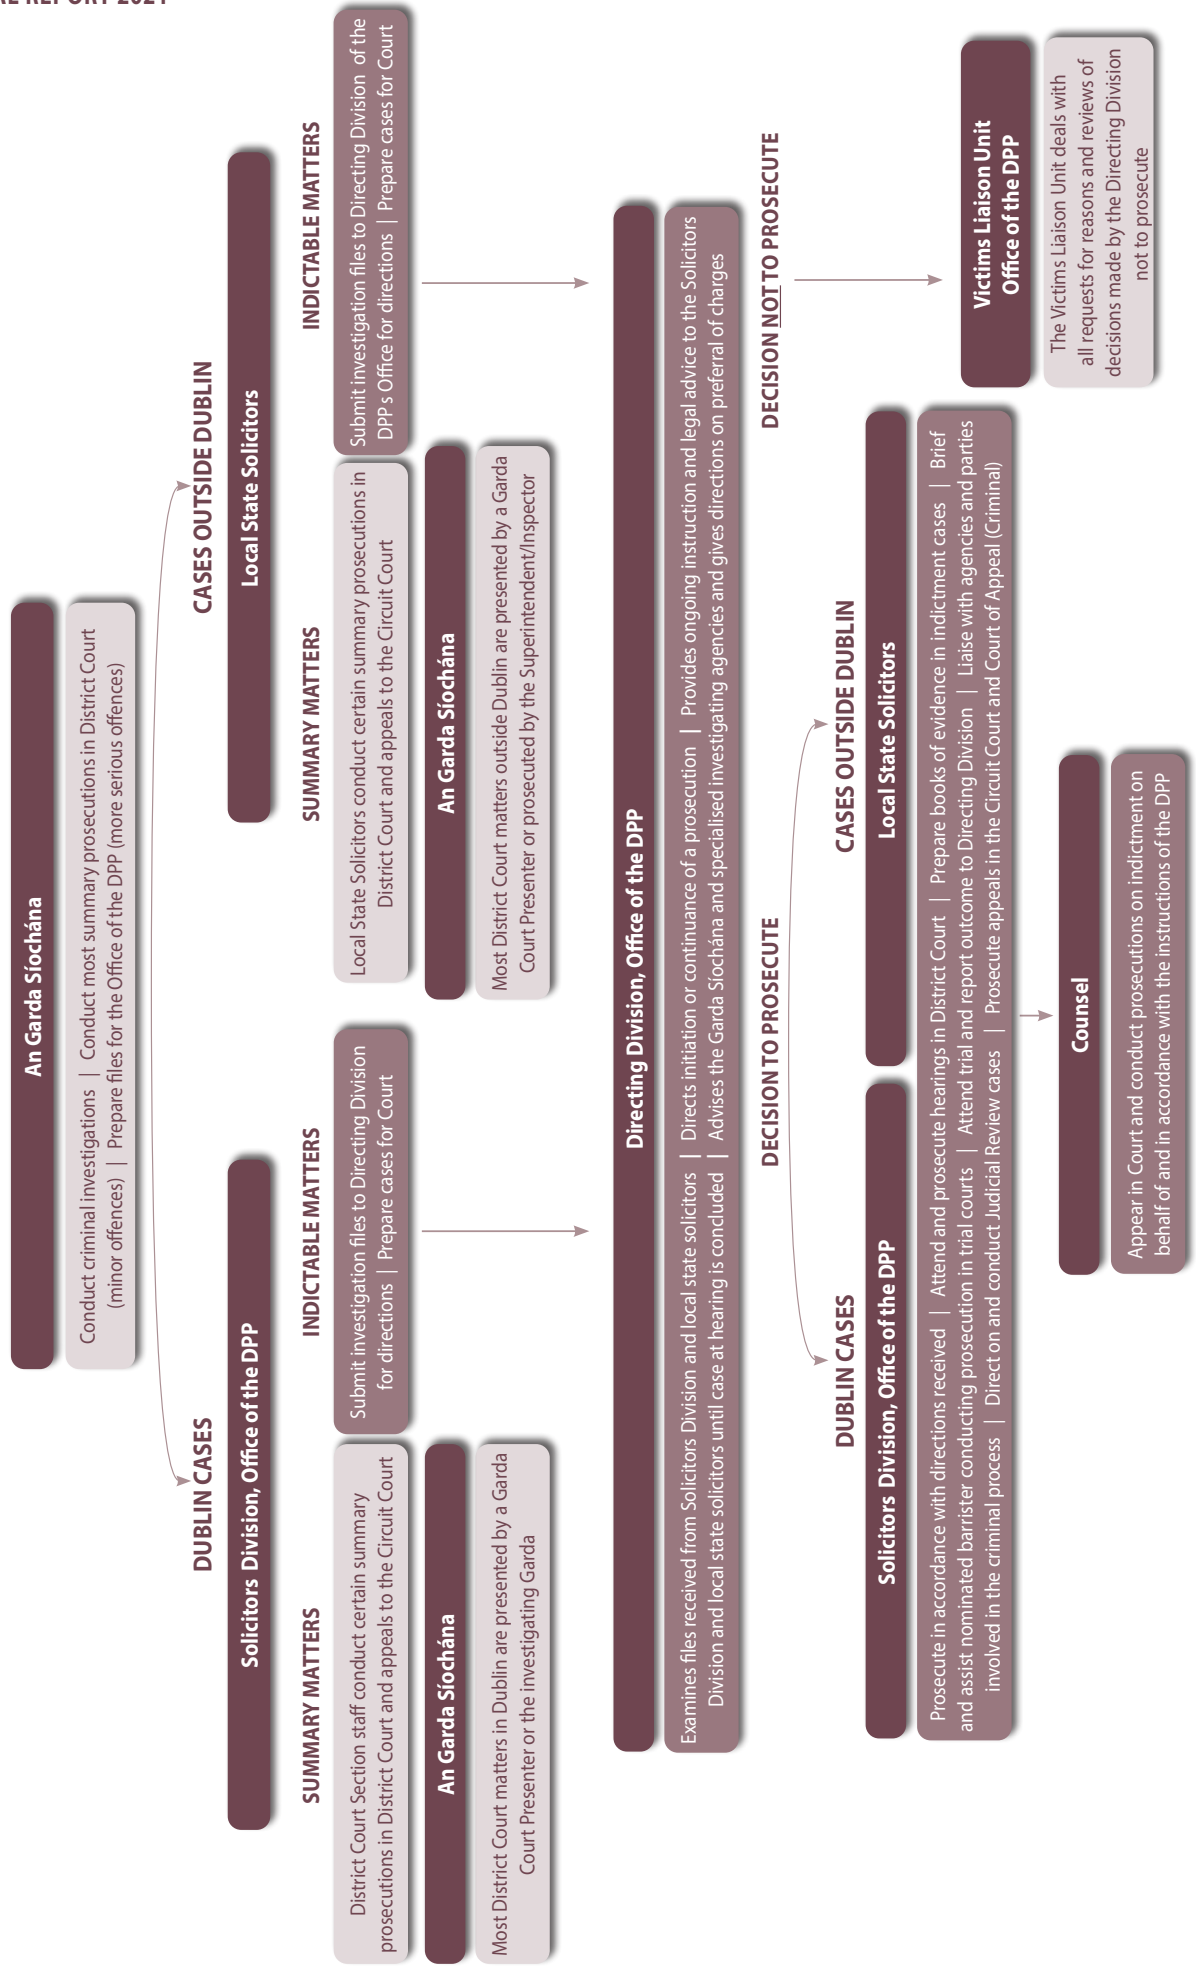 AL REPORT 2021
An Garda Síochána
Conduct criminal investigations | Conduct most summary prosecutions in District Court
(minor offences) | Prepare files for the Office of the DPP (more serious offences)
DUBLIN CASES
Solicitors Division, Office of the DPP
SUMMARY MATTERS
District Court Section staff conduct certain summary
prosecutions in District Court and appeals to the Circuit Court
An Garda Síochána
Most District Court matters in Dublin are presented by a Garda
Court Presenter or the investigating Garda
INDICTABLE MATTERS
Submit investigation files to Directing Division
for directions | Prepare cases for Court
CASES OUTSIDE DUBLIN
Local State Solicitors
SUMMARY MATTERS
Local State Solicitors conduct certain summary prosecutions in
District Court and appeals to the Circuit Court
An Garda Síochána
Most District Court matters outside Dublin are presented by a Garda
Court Presenter or prosecuted by the Superintendent/Inspector
INDICTABLE MATTERS
Submit investigation files to Directing Division of the
DPP s Office for directions | Prepare cases for Court
Directing Division, Office of the DPP
Examines files received from Solicitors Division and local state solicitors | Directs initiation or continuance of a prosecution | Provides ongoing instruction and legal advice to the Solicitors
Division and local state solicitors until case at hearing is concluded | Advises the Garda Síochána and specialised investigating agencies and gives directions on preferral of charges
DECISION TO PROSECUTE
DUBLIN CASES
Solicitors Division, Office of the DPP
CASES OUTSIDE DUBLIN
Local State Solicitors
Prosecute in accordance with directions received | Attend and prosecute hearings in District Court | Prepare books of evidence in indictment cases | Brief
and assist nominated barrister conducting prosecution in trial courts | Attend trial and report outcome to Directing Division | Liaise with agencies and parties
involved in the criminal process | Direct on and conduct Judicial Review cases | Prosecute appeals in the Circuit Court and Court of Appeal (Criminal)
Counsel
Appear in Court and conduct prosecutions on indictment on
behalf of and in accordance with the instructions of the DPP
DECISION NOT TO PROSECUTE
Victims Liaison Unit
Office of the DPP
The Victims Liaison Unit deals with
all requests for reasons and reviews of
decisions made by the Directing Division
not to prosecute